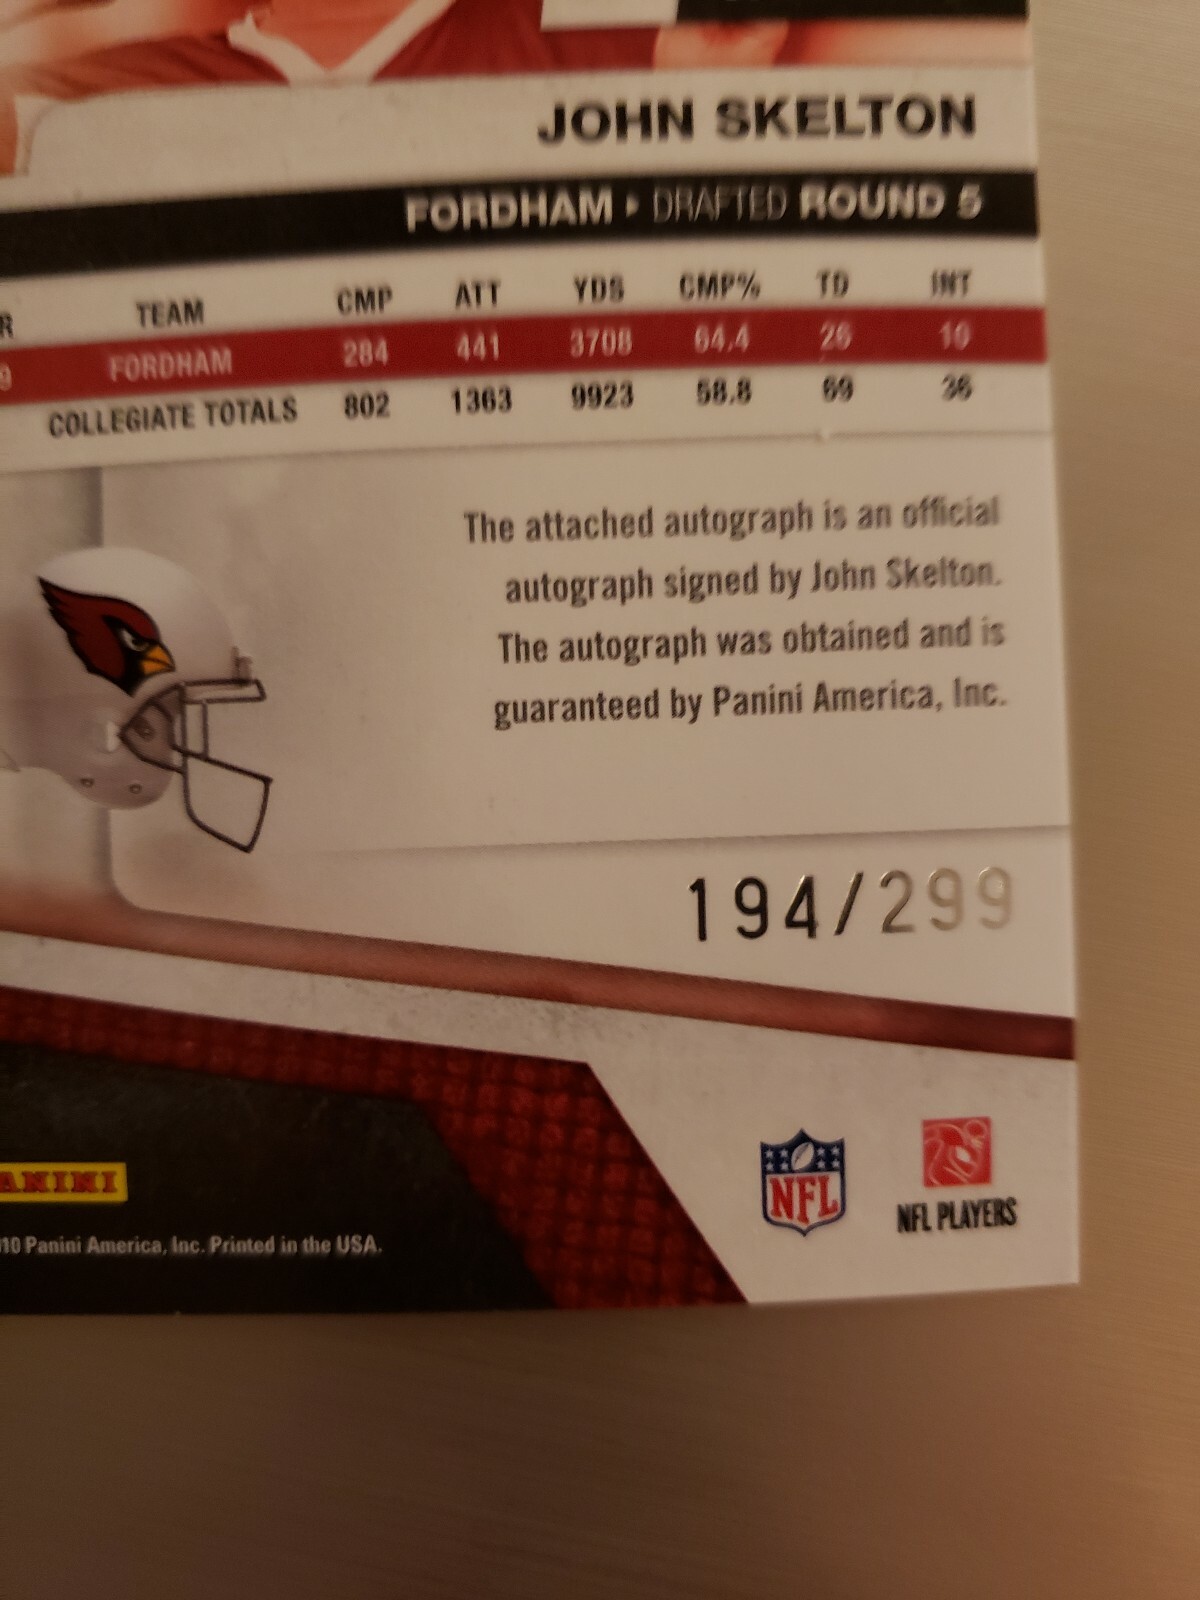 JOHN SKELTON
FORDHAM ▸ DRAFTED ROUND 5
R TEAM CMP ATT YDS CMP% TD INT
9 FORDHAM 284 441 3708 64.4 26 10
COLLEGIATE TOTALS 802 1363 9923 58.8 69 36
The attached autograph is an official
autograph signed by John Skelton.
The autograph was obtained and is
guaranteed by Panini America, Inc.
194/299
NFL
NFL PLAYERS
ANINI
10 Panini America, Inc. Printed in the USA.